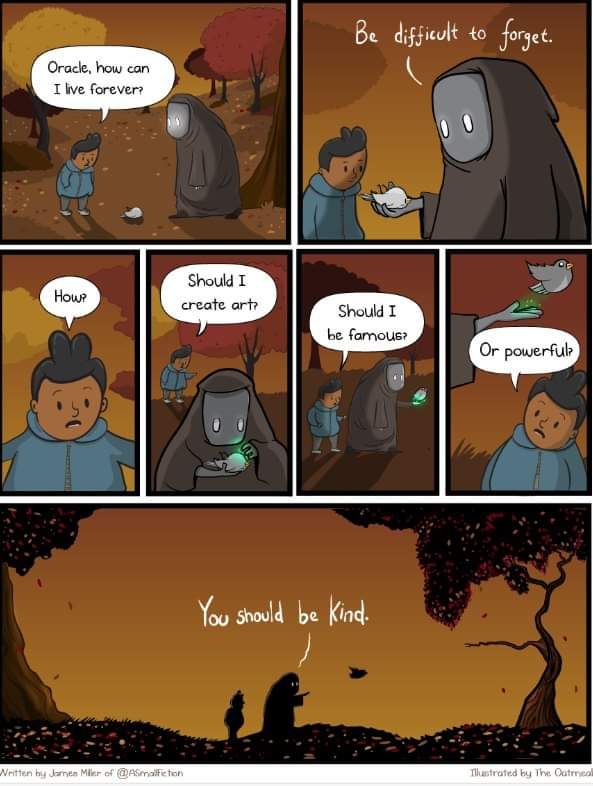 Oracle, how can
I live forever?
Be difficult to forget.
How?
Should I
create art?
Should I
be famous?
Or powerful?
You should be kind.
Written by James Miller of @ASmallFiction
Illustrated by The Oatmeal